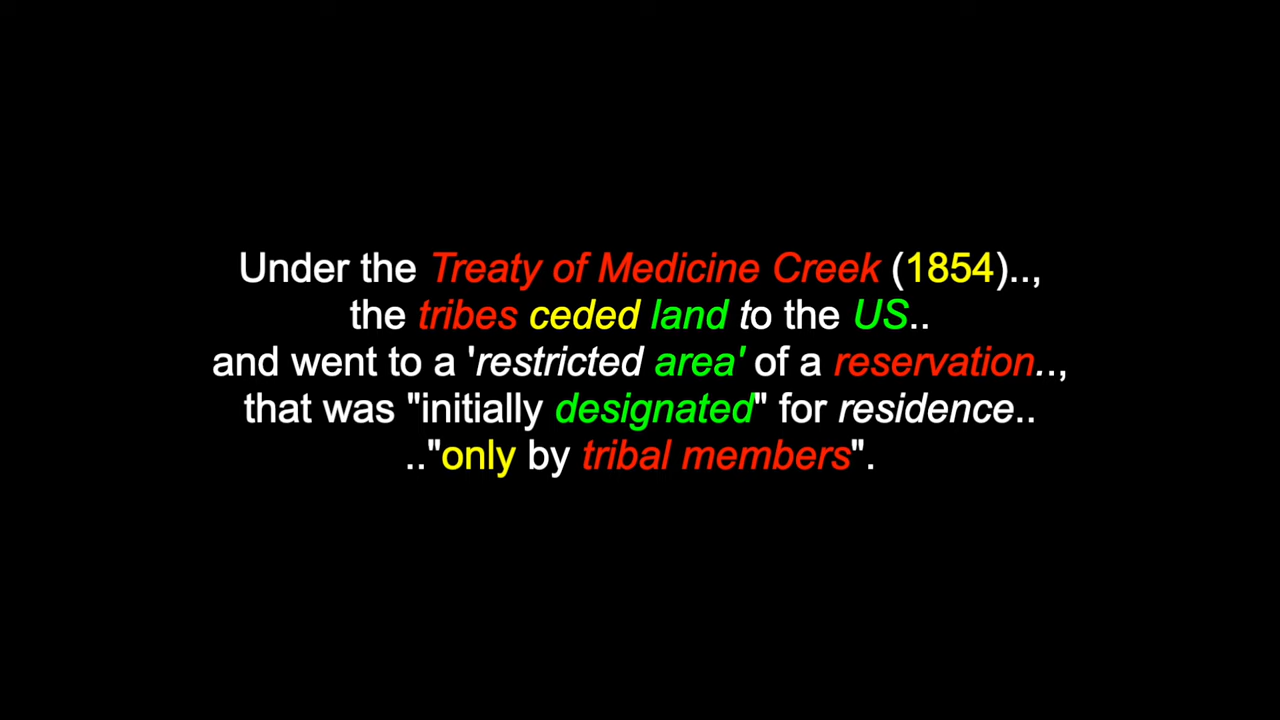 Under the Treaty of Medicine Creek (1854)..,
the tribes ceded land to the US..
and went to a 'restricted area' of a reservation..,
that was "initially designated" for residence..
.."only by tribal members".